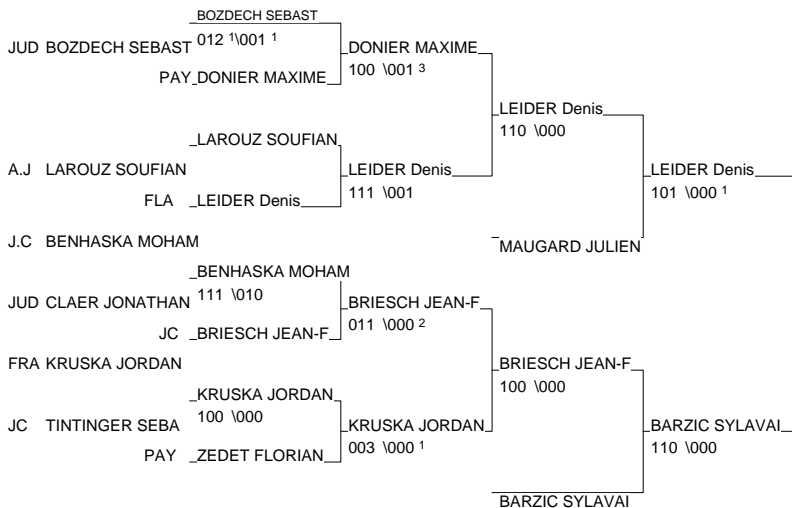 BOZDECH SEBAST
JUD BOZDECH SEBAST 012 ¹\001 ¹ DONIER MAXIME
PAY DONIER MAXIME 100 \001 ³
LEIDER Denis
110 \000
LAROUZ SOUFIAN
A.J LAROUZ SOUFIAN LEIDER Denis LEIDER Denis
111 \001 101 \000 ¹
FLA LEIDER Denis
J.C BENHASKA MOHAM MAUGARD JULIEN
BENHASKA MOHAM
JUD CLAER JONATHAN 111 \010 BRIESCH JEAN-F
011 \000 ²
JC BRIESCH JEAN-F
FRA KRUSKA JORDAN BRIESCH JEAN-F
100 \000
KRUSKA JORDAN
100 \000
JC TINTINGER SEBA KRUSKA JORDAN BARZIC SYLAVAI
003 \000 ¹ 110 \000
PAY ZEDET FLORIAN
BARZIC SYLAVAI